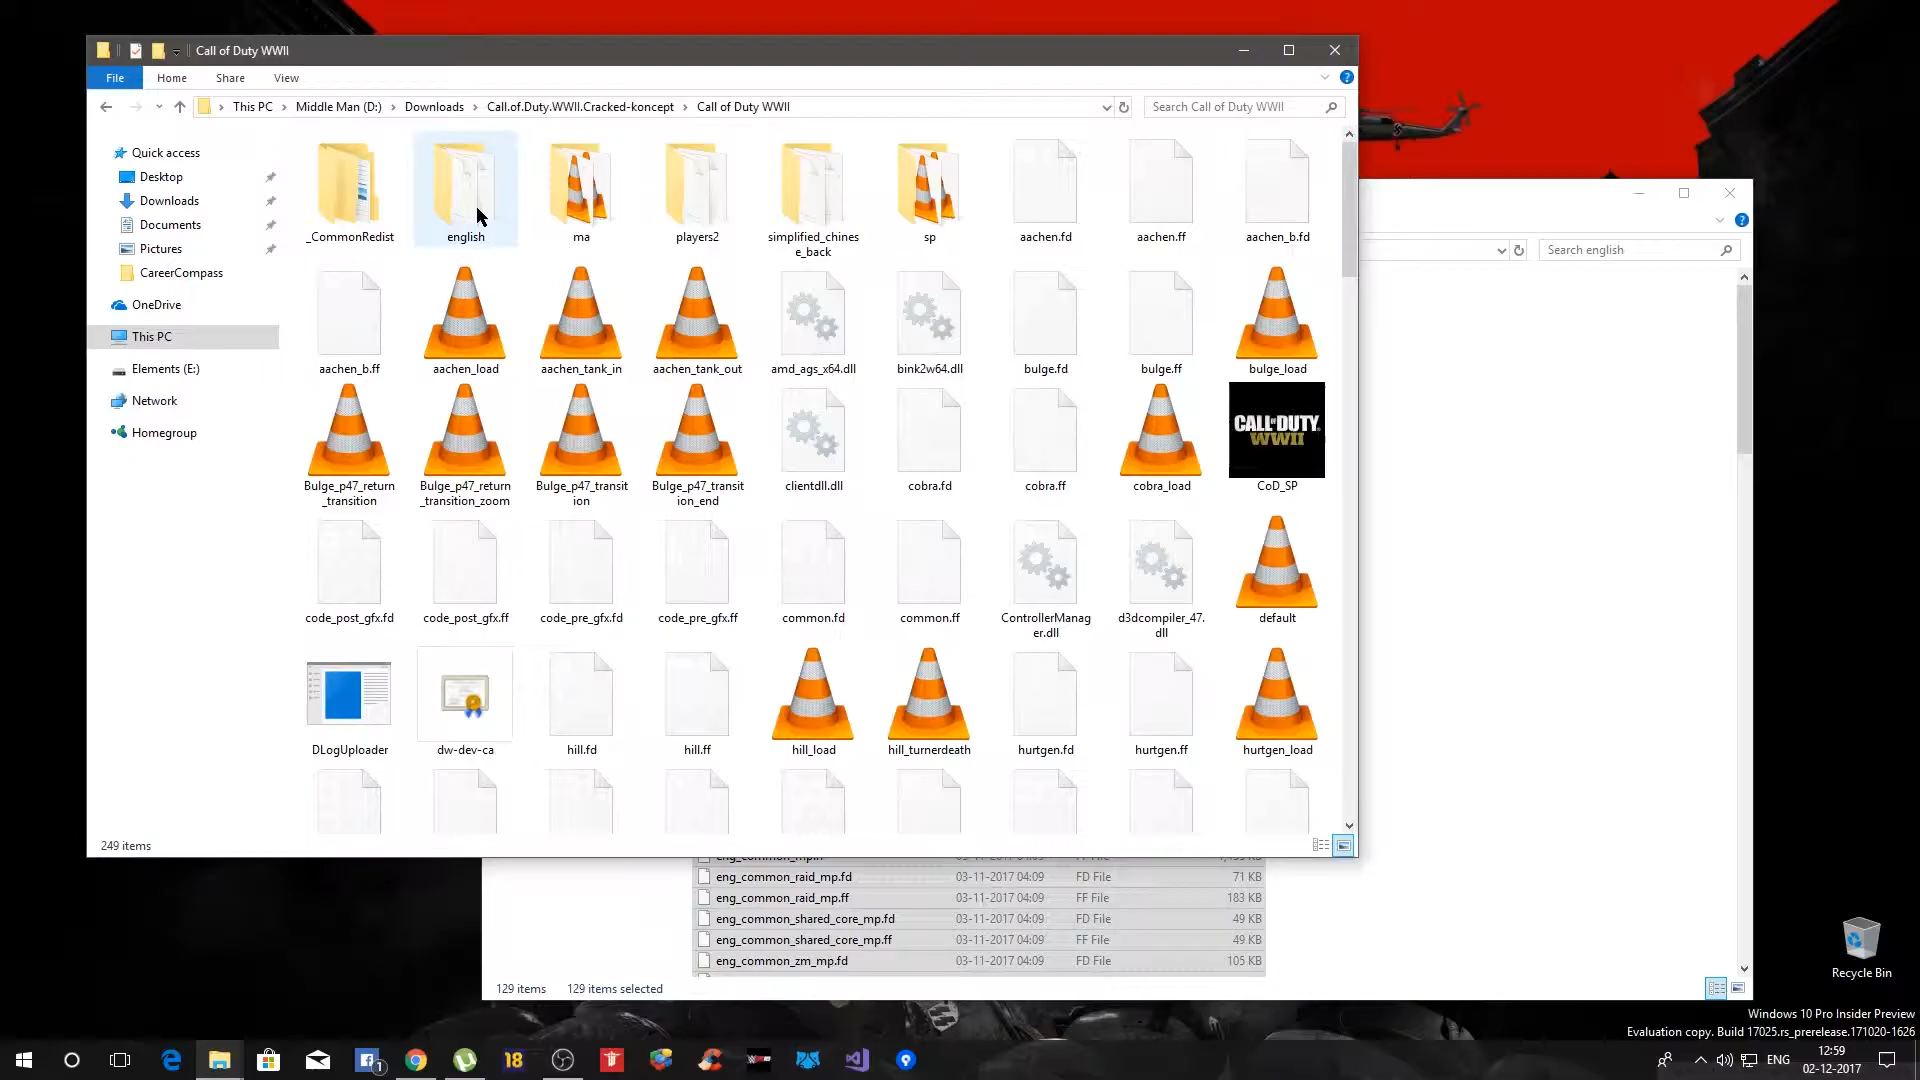 Call of Duty WWII
File
Home
Share
View
This PC
Middle Man (D:)
Downloads
Call.of.Duty.WWII.Cracked-koncept
Call of Duty WWII
Search Call of Duty WWII
Quick access
Desktop
Downloads
Documents
Pictures
CareerCompass
OneDrive
This PC
Elements (E:)
Network
Homegroup
_CommonRedist
english
ma
players2
simplified_chines
e_back
sp
aachen.fd
aachen.ff
aachen_b.fd
aachen_b.ff
aachen_load
aachen_tank_in
aachen_tank_out
amd_ags_x64.dll
bink2w64.dll
bulge.fd
bulge.ff
bulge_load
Bulge_p47_return
_transition
Bulge_p47_return
_transition_zoom
Bulge_p47_transit
ion
Bulge_p47_transit
ion_end
clientdll.dll
cobra.fd
cobra.ff
cobra_load
CALL OF DUTY
WWII
CoD_SP
code_post_gfx.fd
code_post_gfx.ff
code_pre_gfx.fd
code_pre_gfx.ff
common.fd
common.ff
ControllerManag
er.dll
d3dcompiler_47.
dll
default
DLogUploader
dw-dev-ca
hill.fd
hill.ff
hill_load
hill_turnerdeath
hurtgen.fd
hurtgen.ff
hurtgen_load
249 items
Search english
eng_common_raid_mp.fd 03-11-2017 04:09 FD File 71 KB
eng_common_raid_mp.ff 03-11-2017 04:09 FF File 183 KB
eng_common_shared_core_mp.fd 03-11-2017 04:09 FD File 49 KB
eng_common_shared_core_mp.ff 03-11-2017 04:09 FF File 49 KB
eng_common_zm_mp.fd 03-11-2017 04:09 FD File 105 KB
129 items 129 items selected
Recycle Bin
Windows 10 Pro Insider Preview
Evaluation copy. Build 17025.rs_prerelease.171020-1626
1
18
ENG
12:59
02-12-2017